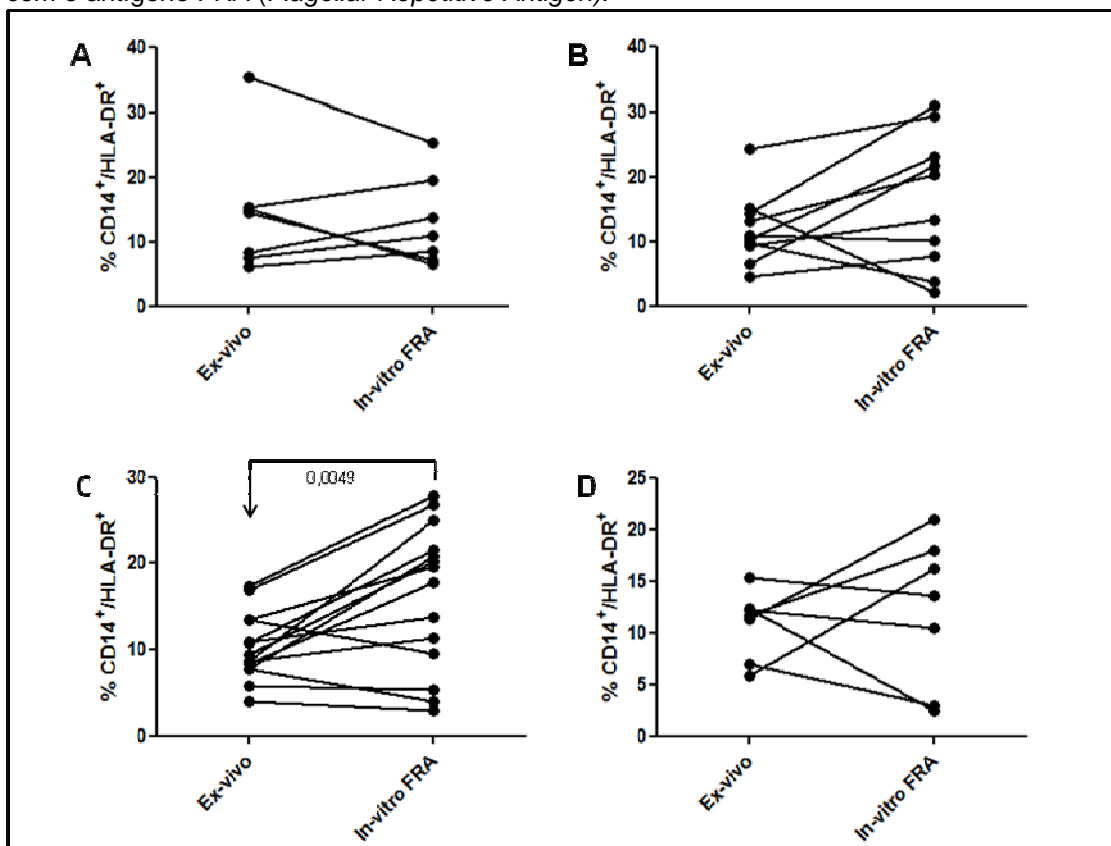 com o antígeno FRA (Flagellar Repetitive Antigen).
A
% CD14+/HLA-DR+
40
30
20
10
0
Ex-vivo
In-vitro FRA
B
% CD14+/HLA-DR+
40
30
20
10
0
Ex-vivo
In-vitro FRA
C
% CD14+/HLA-DR+
30
20
10
0
0,0049
Ex-vivo
In-vitro FRA
D
% CD14+/HLA-DR+
25
20
15
10
5
0
Ex-vivo
In-vitro FRA